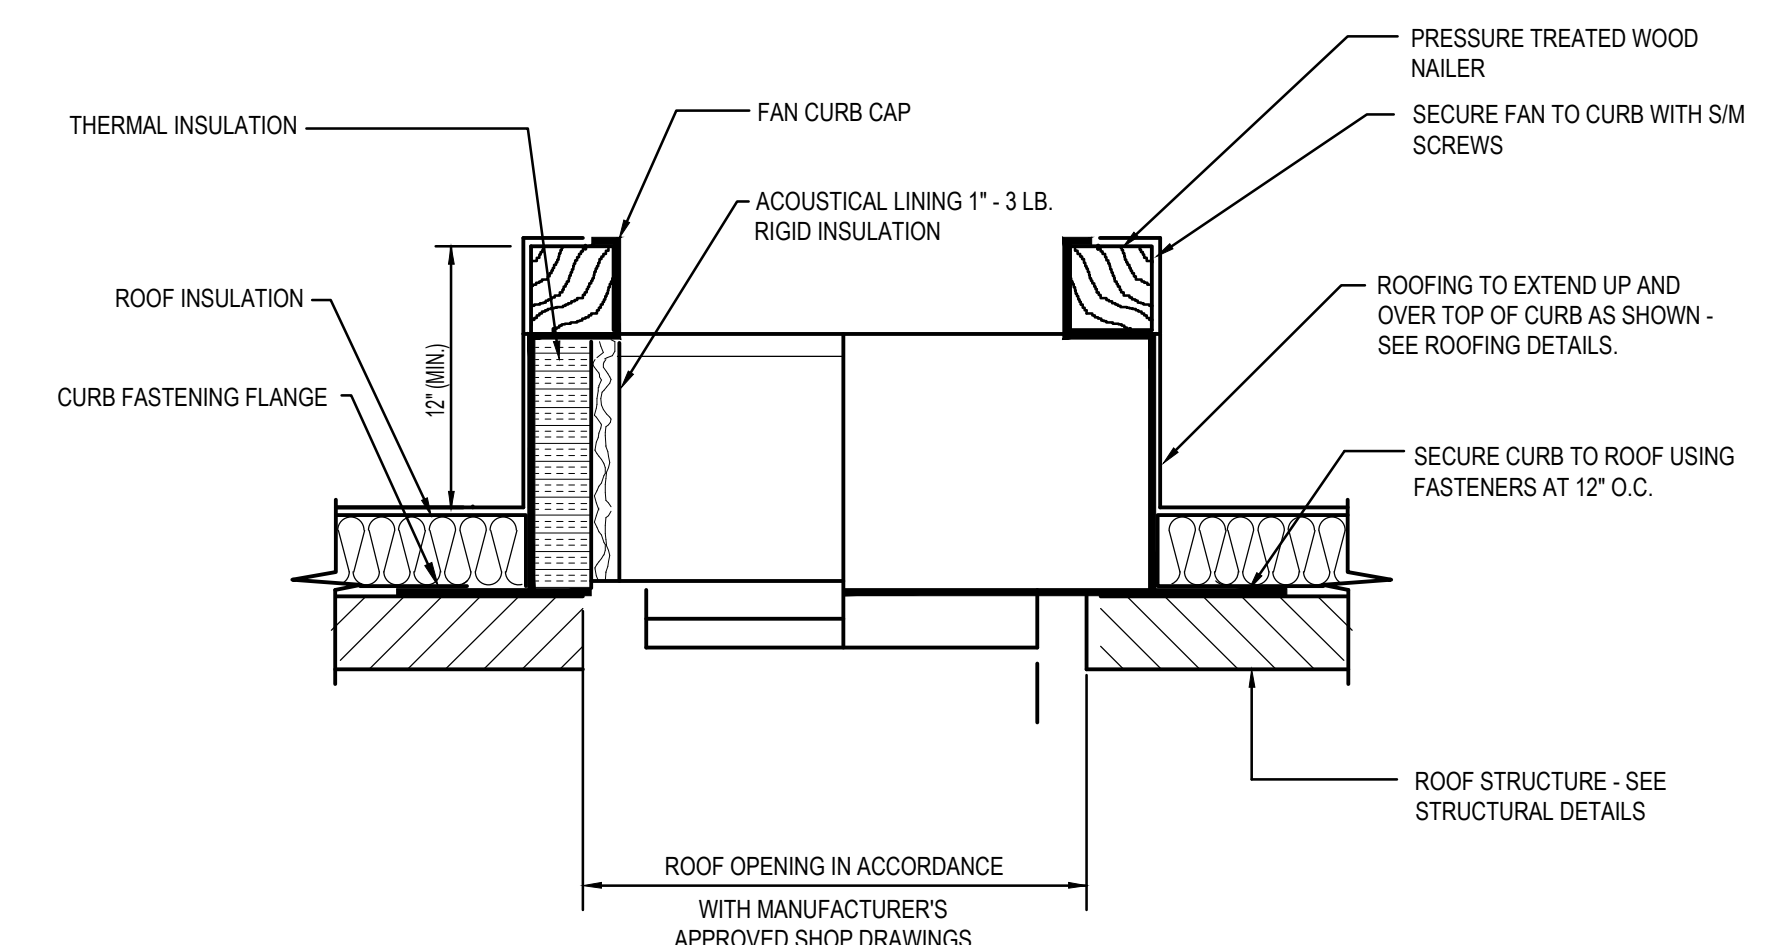 PRESSURE TREATED WOOD
NAILER
FAN CURB CAP
SECURE FAN TO CURB WITH S/M
SCREWS
THERMAL INSULATION
ACOUSTICAL LINING 1" - 3 LB.
RIGID INSULATION
ROOF INSULATION
ROOFING TO EXTEND UP AND
OVER TOP OF CURB AS SHOWN -
SEE ROOFING DETAILS.
12" (MIN.)
CURB FASTENING FLANGE
SECURE CURB TO ROOF USING
FASTENERS AT 12" O.C.
ROOF STRUCTURE - SEE
STRUCTURAL DETAILS
ROOF OPENING IN ACCORDANCE
WITH MANUFACTURER'S
APPROVED SHOP DRAWINGS